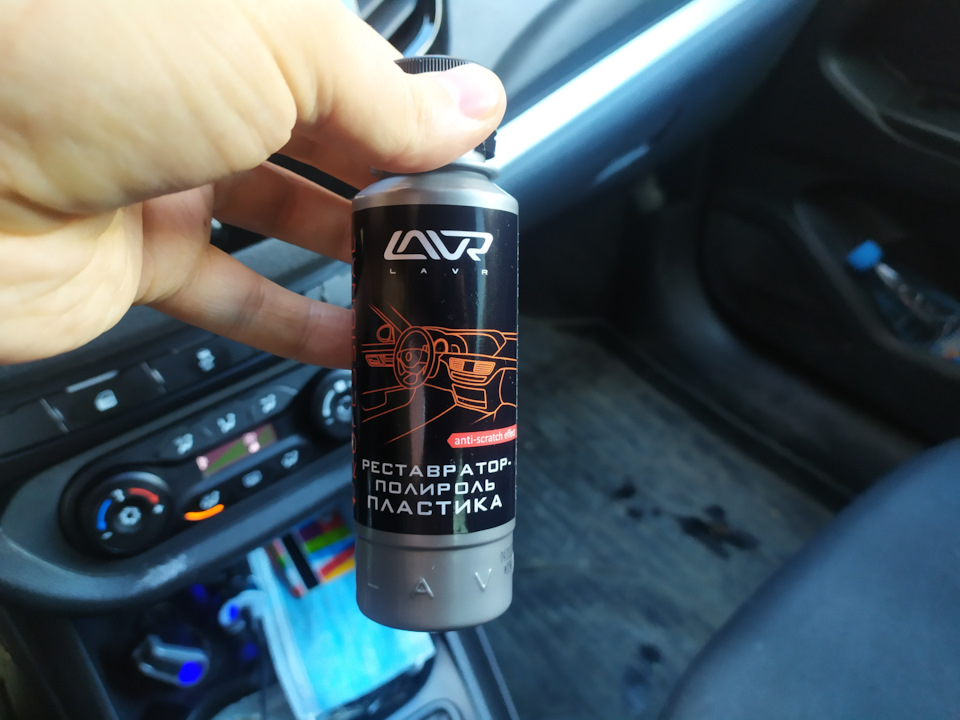 LAVR
LAVR
anti-scratch effect
РЕСТАВРАТОР-
ПОЛИРОЛЬ
ПЛАСТИКА
L A V